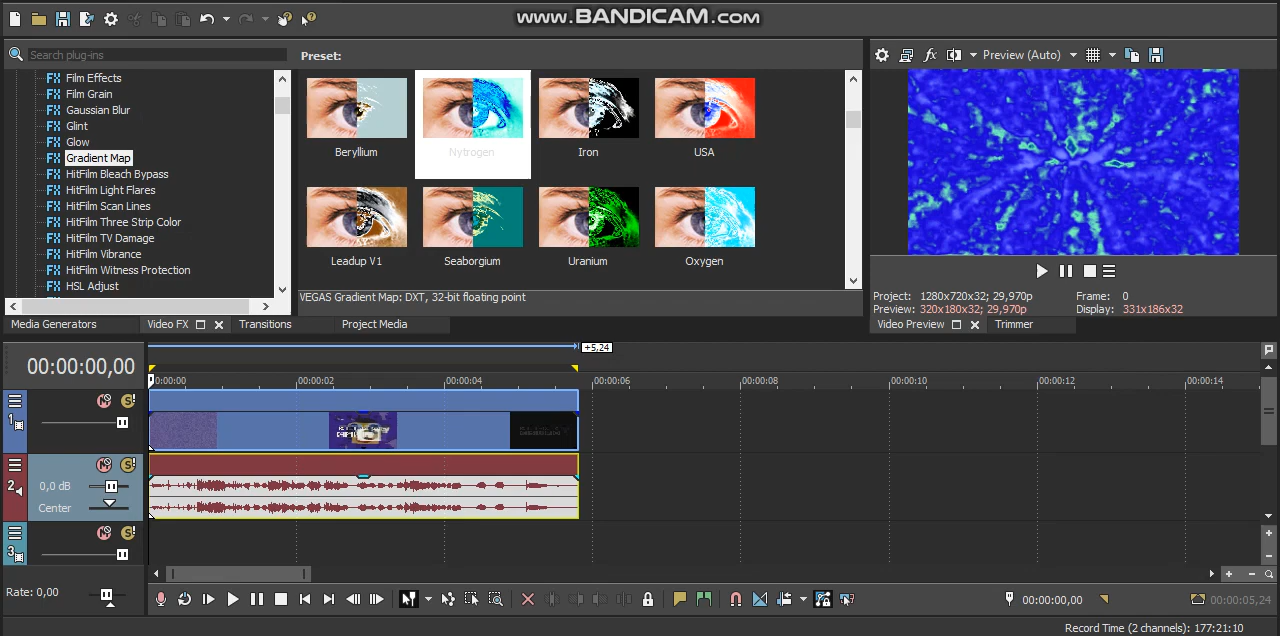 www.BANDICAM.com
Search plug-ins
Preset:
Film Effects
Film Grain
Gaussian Blur
Glint
Glow
Gradient Map
HitFilm Bleach Bypass
HitFilm Light Flares
HitFilm Scan Lines
HitFilm Three Strip Color
HitFilm TV Damage
HitFilm Vibrance
HitFilm Witness Protection
HSL Adjust
Beryllium
Nytrogen
Iron
USA
Leadup V1
Seaborgium
Uranium
Oxygen
VEGAS Gradient Map: DXT, 32-bit floating point
Media Generators
Video FX
Transitions
Project Media
Preview (Auto)
Project: 1280x720x32; 29,970p
Frame: 0
Preview: 320x180x32; 29,970p
Display: 331x186x32
Video Preview
Trimmer
00:00:00,00
+5,24
0:00:00
00:00:02
00:00:04
00:00:06
00:00:08
00:00:10
00:00:12
00:00:14
1
2
0,0 dB
Center
3
Rate: 0,00
00:00:00,00
00:00:05,24
Record Time (2 channels): 177:21:10